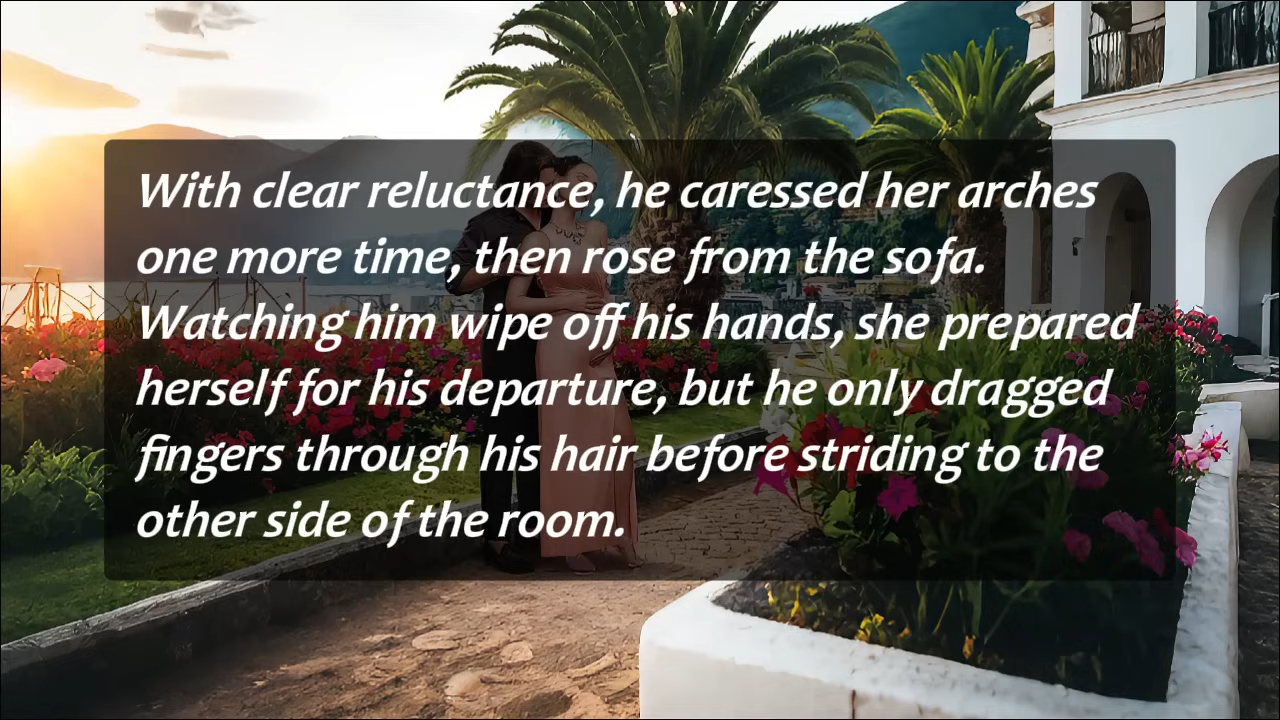 With clear reluctance, he caressed her arches
one more time, then rose from the sofa.
Watching him wipe off his hands, she prepared
herself for his departure, but he only dragged
fingers through his hair before striding to the
other side of the room.